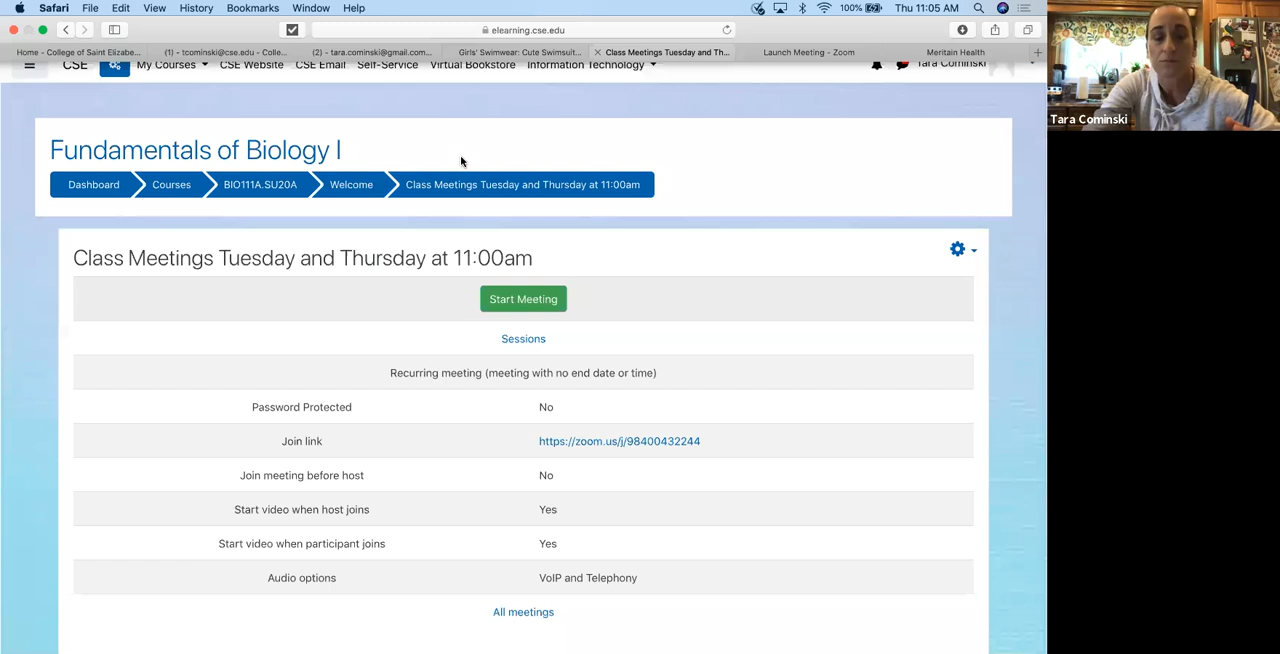 Safari File Edit View History Bookmarks Window Help 100% Thu 11:05 AM
elearning.cse.edu
Home - College of Saint Elizabe... (1) - tcominski@cse.edu - Colle... (2) - tara.cominski@gmail.com... Girls' Swimwear: Cute Swimsuit... Class Meetings Tuesday and Th... Launch Meeting - Zoom Meritain Health
CSE My Courses CSE Website CSE Email Self-Service Virtual Bookstore Information Technology Tara Cominski
Tara Cominski
Fundamentals of Biology I
Dashboard Courses BIO111A.SU20A Welcome Class Meetings Tuesday and Thursday at 11:00am
Class Meetings Tuesday and Thursday at 11:00am
Start Meeting
Sessions
Recurring meeting (meeting with no end date or time)
Password Protected No
Join link https://zoom.us/j/98400432244
Join meeting before host No
Start video when host joins Yes
Start video when participant joins Yes
Audio options VoIP and Telephony
All meetings